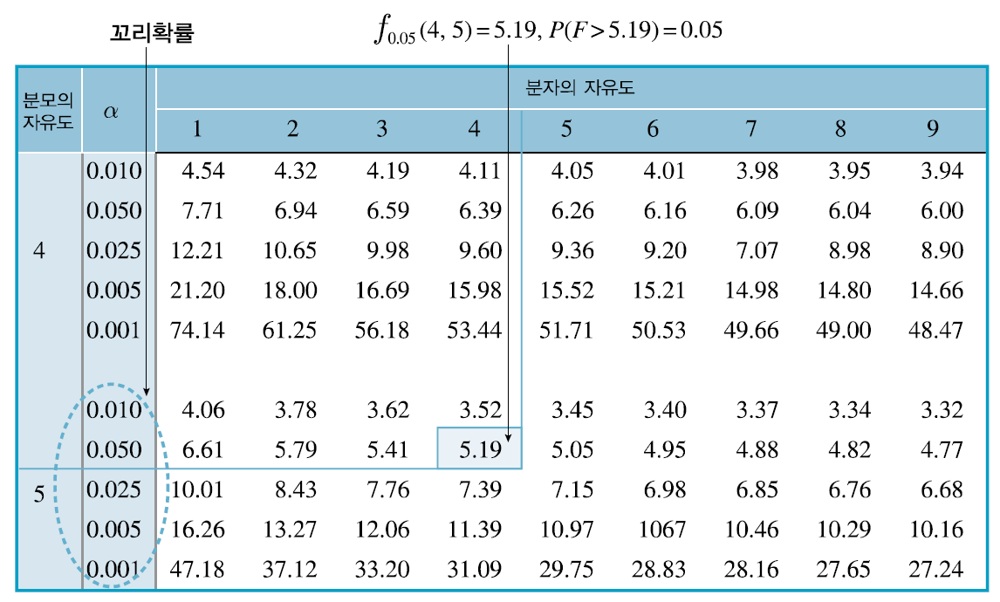 꼬리확률
f0.05(4, 5)=5.19, P(F>5.19)=0.05
분모의 자유도 α 분자의 자유도
1 2 3 4 5 6 7 8 9
4
0.010 4.54 4.32 4.19 4.11 4.05 4.01 3.98 3.95 3.94
0.050 7.71 6.94 6.59 6.39 6.26 6.16 6.09 6.04 6.00
0.025 12.21 10.65 9.98 9.60 9.36 9.20 7.07 8.98 8.90
0.005 21.20 18.00 16.69 15.98 15.52 15.21 14.98 14.80 14.66
0.001 74.14 61.25 56.18 53.44 51.71 50.53 49.66 49.00 48.47
5
0.010 4.06 3.78 3.62 3.52 3.45 3.40 3.37 3.34 3.32
0.050 6.61 5.79 5.41 5.19 5.05 4.95 4.88 4.82 4.77
0.025 10.01 8.43 7.76 7.39 7.15 6.98 6.85 6.76 6.68
0.005 16.26 13.27 12.06 11.39 10.97 1067 10.46 10.29 10.16
0.001 47.18 37.12 33.20 31.09 29.75 28.83 28.16 27.65 27.24